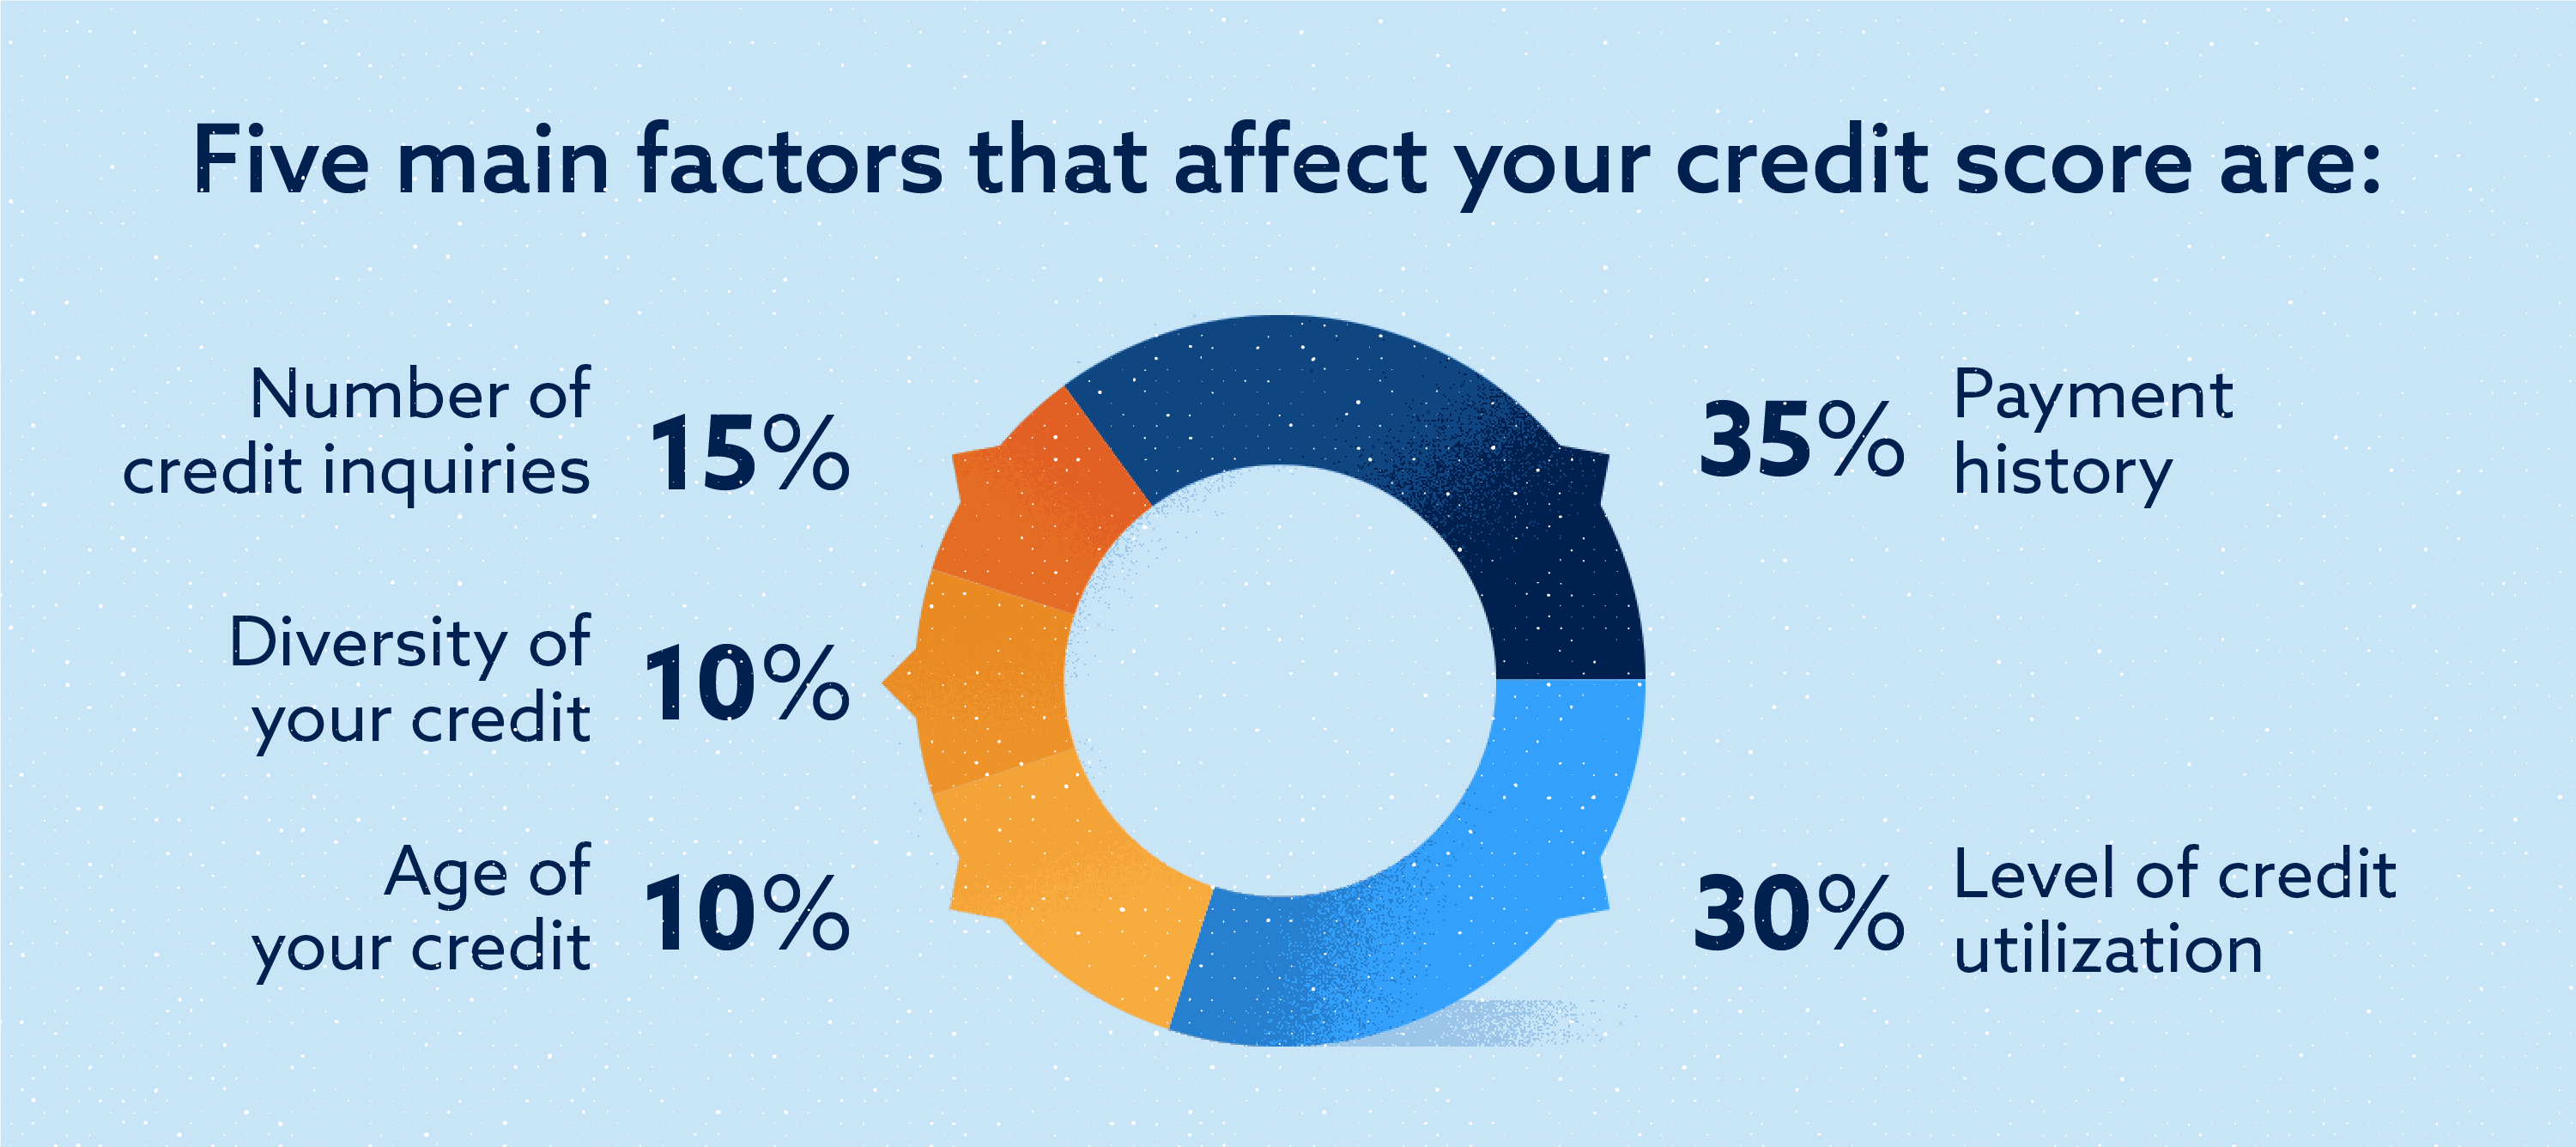 Five main factors that affect your credit score are:
Number of
credit inquiries
15%
Diversity of
your credit
10%
Age of
your credit
10%
35%
Payment
history
30%
Level of credit
utilization